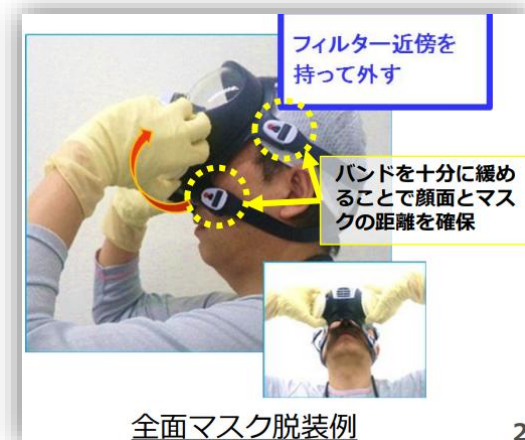 フィルター近傍を
持って外す
バンドを十分に緩め
ることで顔面とマス
クの距離を確保
全面マスク脱装例
2